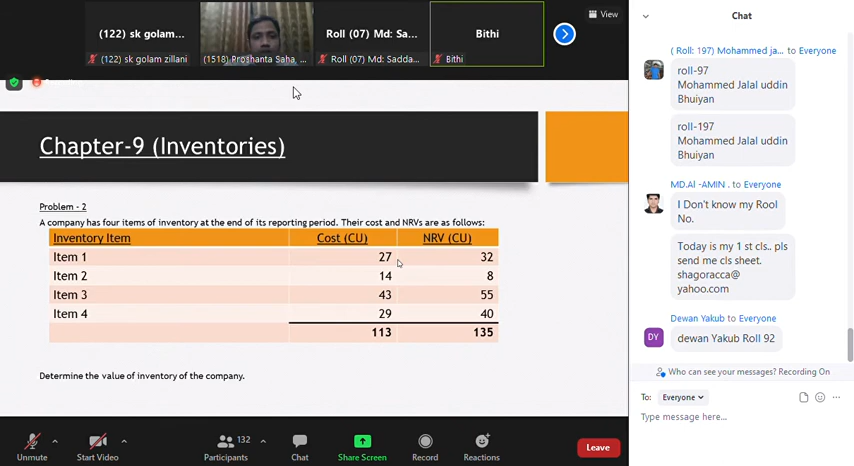 View
Chat
(122) sk golam...
Roll (07) Md: Sa...
Bithi
(122) sk golam zillani
(1518) Proshanta Saha, ...
Roll (07) Md: Sadda...
Bithi
Chapter-9 (Inventories)
Problem - 2
A company has four items of inventory at the end of its reporting period. Their cost and NRVs are as follows:
Inventory Item Cost (CU) NRV (CU)
Item 1 27 32
Item 2 14 8
Item 3 43 55
Item 4 29 40
113 135
Determine the value of inventory of the company.
( Roll: 197) Mohammed ja... to Everyone
roll-97
Mohammed Jalal uddin
Bhuiyan
roll-197
Mohammed Jalal uddin
Bhuiyan
MD.Al -AMIN . to Everyone
I Don't know my Rool
No.
Today is my 1 st cls.. pls
send me cls sheet.
shagoracca@
yahoo.com
Dewan Yakub to Everyone
DY
dewan Yakub Roll 92
Who can see your messages? Recording On
To: Everyone
Type message here...
Unmute
Start Video
132
Participants
Chat
Share Screen
Record
Reactions
Leave